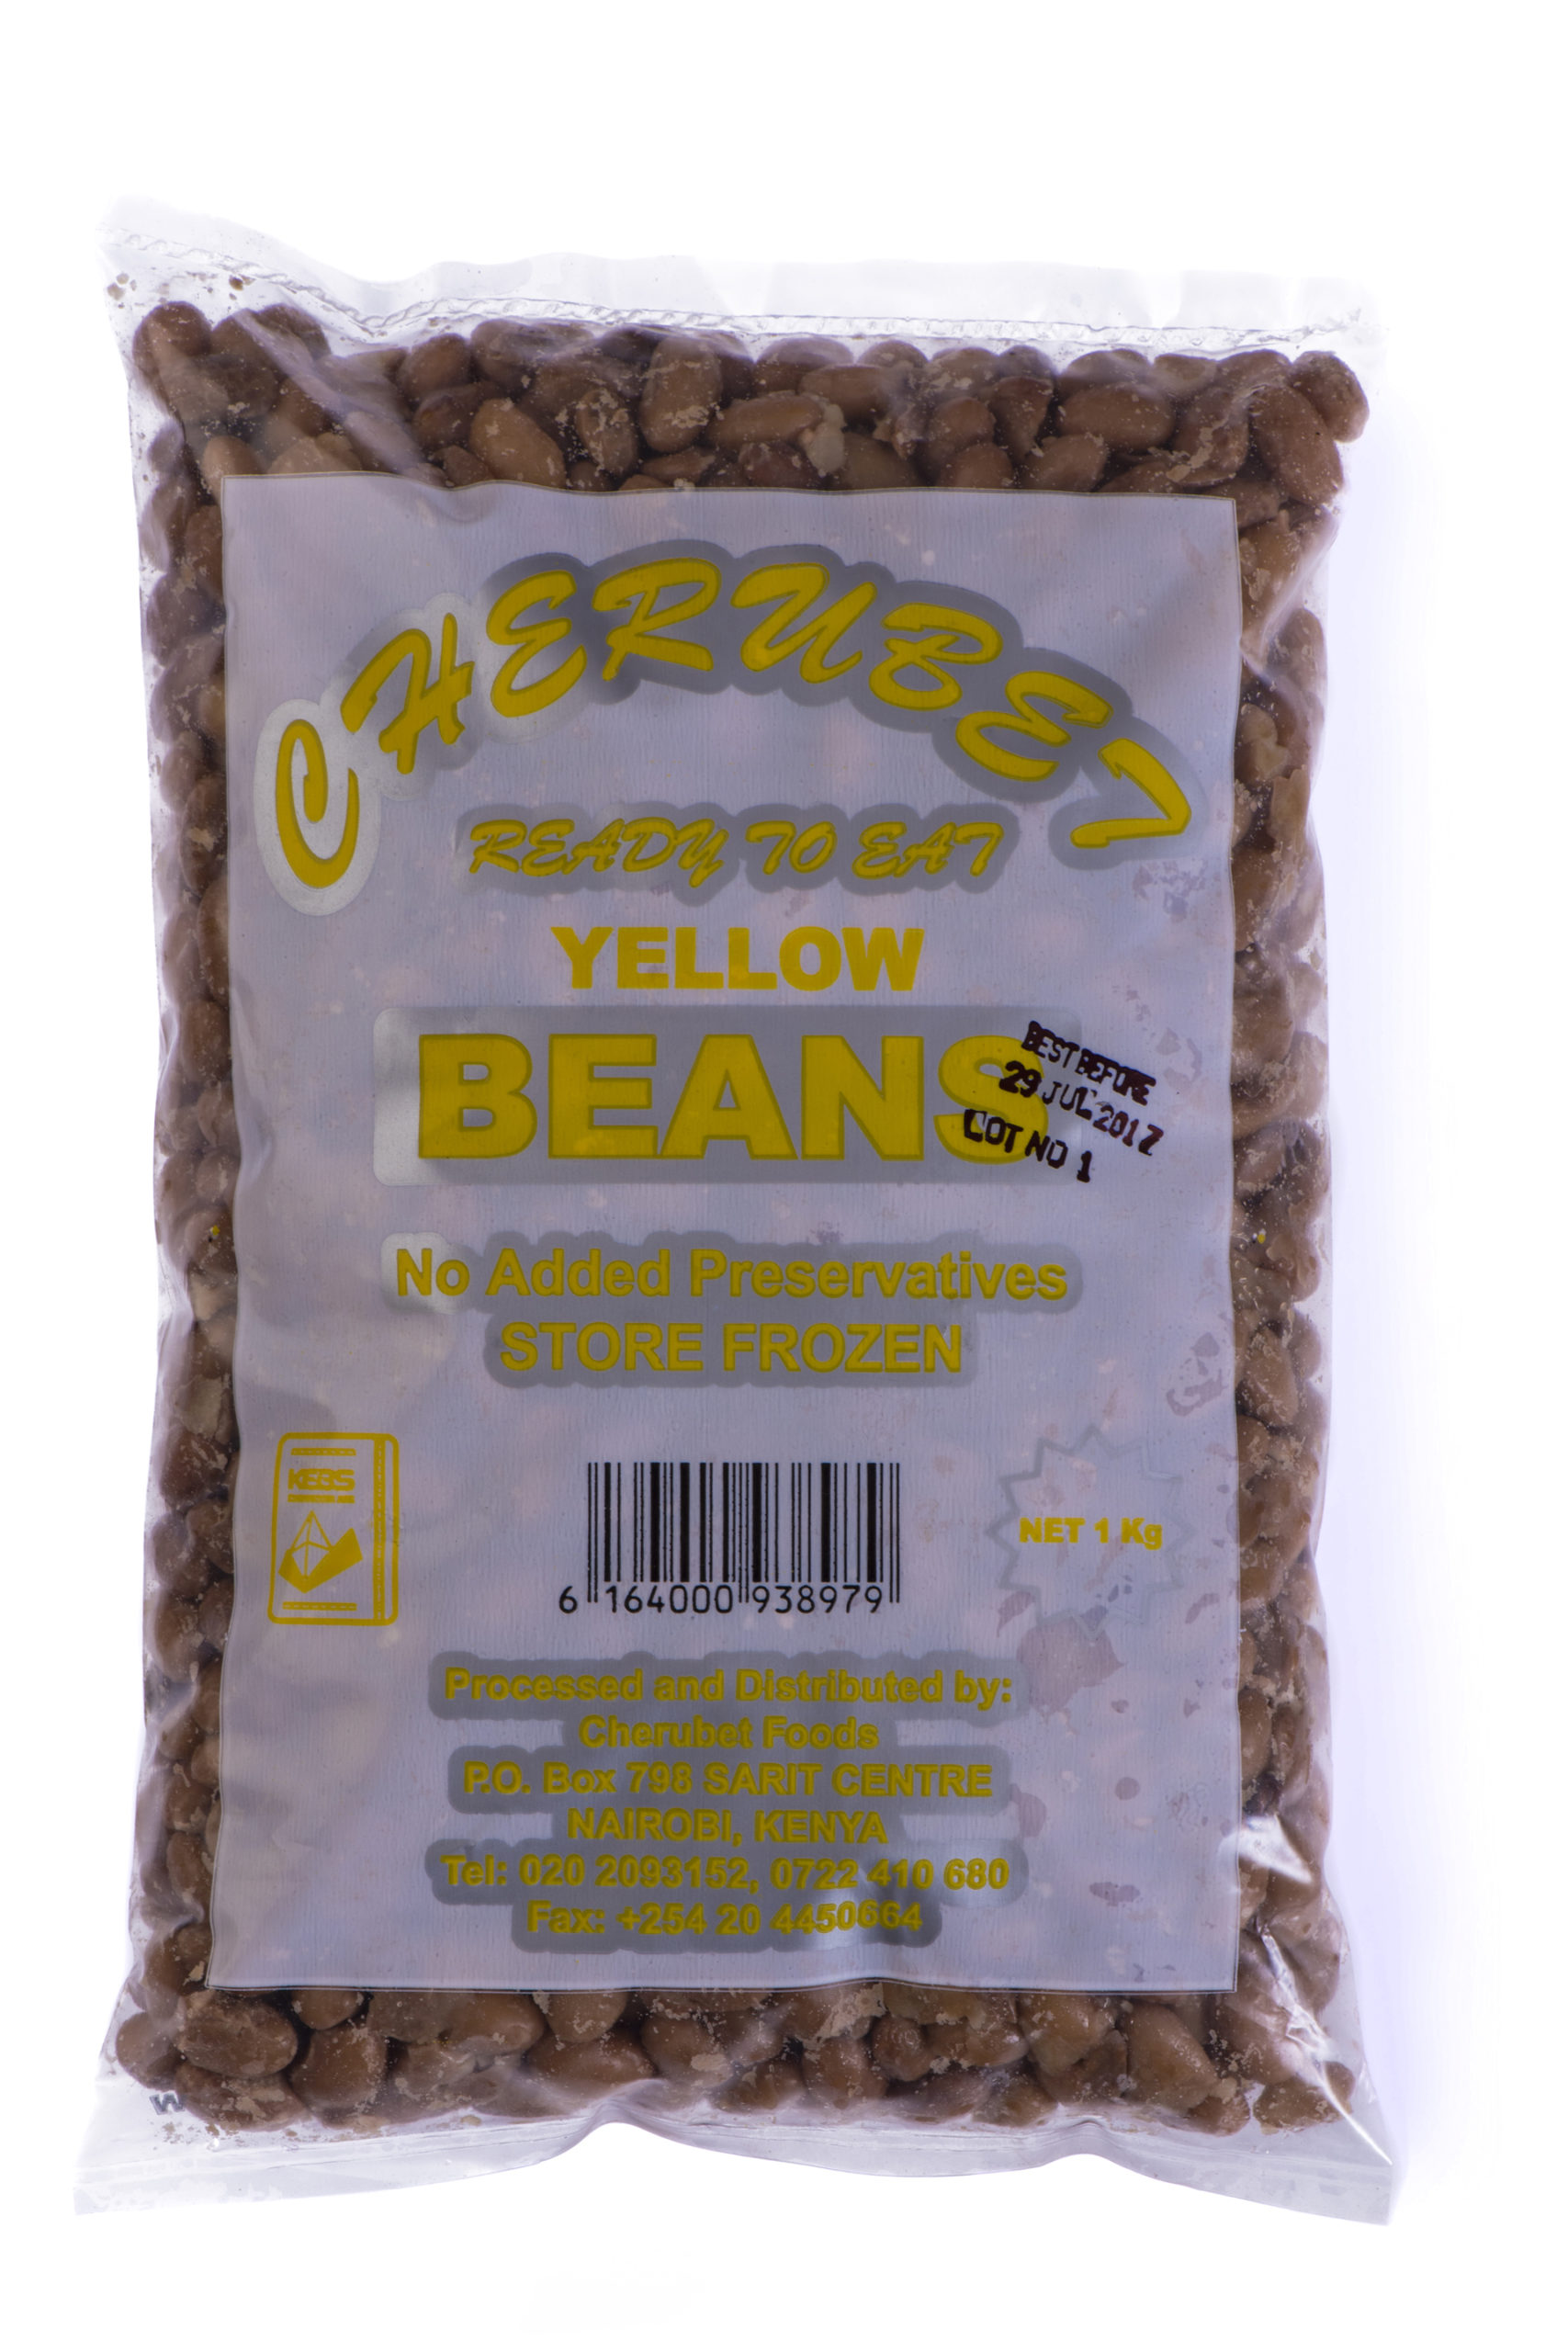 CHERUBET
READY TO EAT
YELLOW
BEANS
BEST BEFORE
29 JUL 2017
LOT NO 1
No Added Preservatives
STORE FROZEN
KEBS
6 164000 938979
NET 1 Kg
Processed and Distributed by:
Cherubet Foods
P.O. Box 798 SARIT CENTRE
NAIROBI, KENYA
Tel: 020 2093152, 0722 410 680
Fax: +254 20 4450664
W